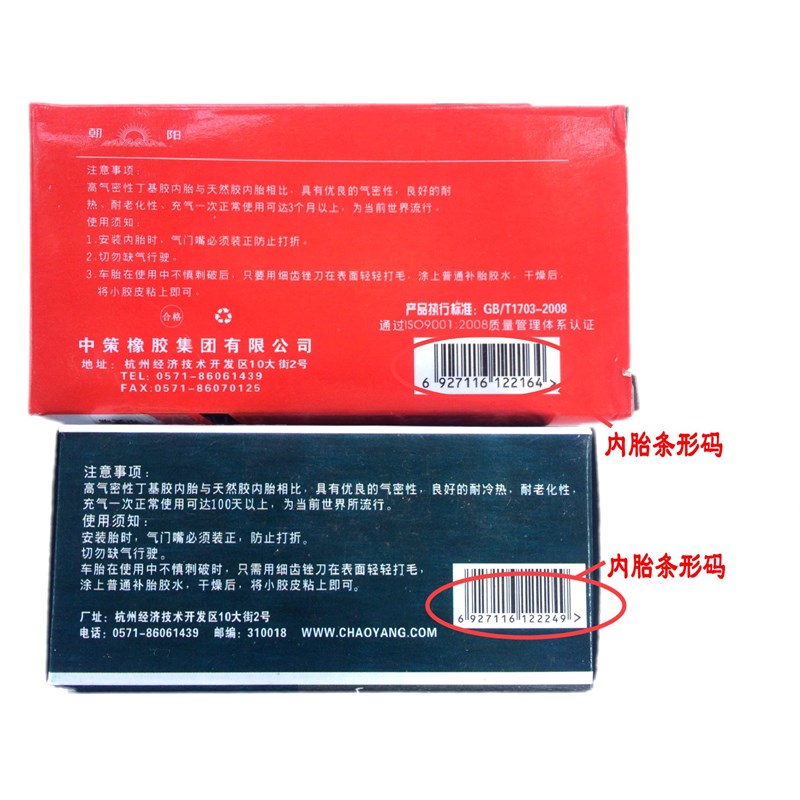 朝 阳
注意事项:
高气密性丁基胶内胎与天然胶内胎相比,具有优良的气密性,良好的耐
热、耐老化性、充气一次正常使用可达3个月以上,为当前世界流行。
使用须知:
1.安装内胎时,气门嘴必须装正防止打折。
2.切勿缺气行驶。
3.车胎在使用中不慎刺破后,只要用细齿锉刀在表面轻轻打毛,涂上普通补胎胶水,干燥后,
将小胶皮粘上即可。
合格
产品执行标准: GB/T1703-2008
通过ISO9001:2008质量管理体系认证
中策橡胶集团有限公司
地址: 杭州经济技术开发区10大街2号
TEL: 0571-86061439
FAX:0571-86070125
6 927116 122164 >
内胎条形码
注意事项:
高气密性丁基胶内胎与天然胶内胎相比,具有优良的气密性,良好的耐冷热,耐老化性,
充气一次正常使用可达100天以上,为当前世界所流行。
使用须知:
安装胎时,气门嘴必须装正,防止打折。
切勿缺气行驶。
车胎在使用中不慎刺破时,只需用细齿锉刀在表面轻轻打毛,
涂上普通补胎胶水,干燥后,将小胶皮粘上即可。
厂址: 杭州经济技术开发区10大街2号
电话: 0571-86061439 邮编: 310018 WWW.CHAOYANG.COM
6 927116 122249 >
内胎条形码